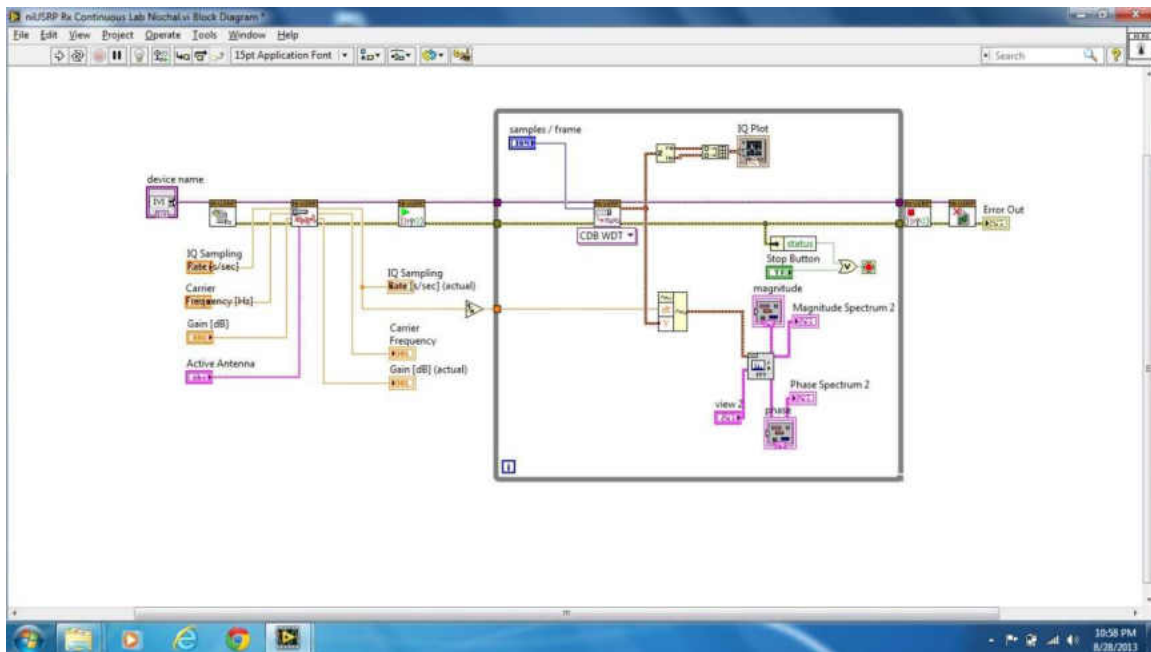 niUSRP Rx Continuous Lab Nischal.vi Block Diagram *
File Edit View Project Operate Tools Window Help
15pt Application Font
Search
samples / frame
IQ Plot
device name
IVI
Error Out
CDB WDT
status
Stop Button
IQ Sampling
Rate [s/sec]
IQ Sampling
Rate [s/sec] (actual)
magnitude
Carrier
Frequency [Hz]
Magnitude Spectrum 2
Gain [dB]
Carrier
Frequency
Gain [dB] (actual)
Active Antenna
Phase Spectrum 2
view 2
phase
i
10:58 PM
8/28/2013